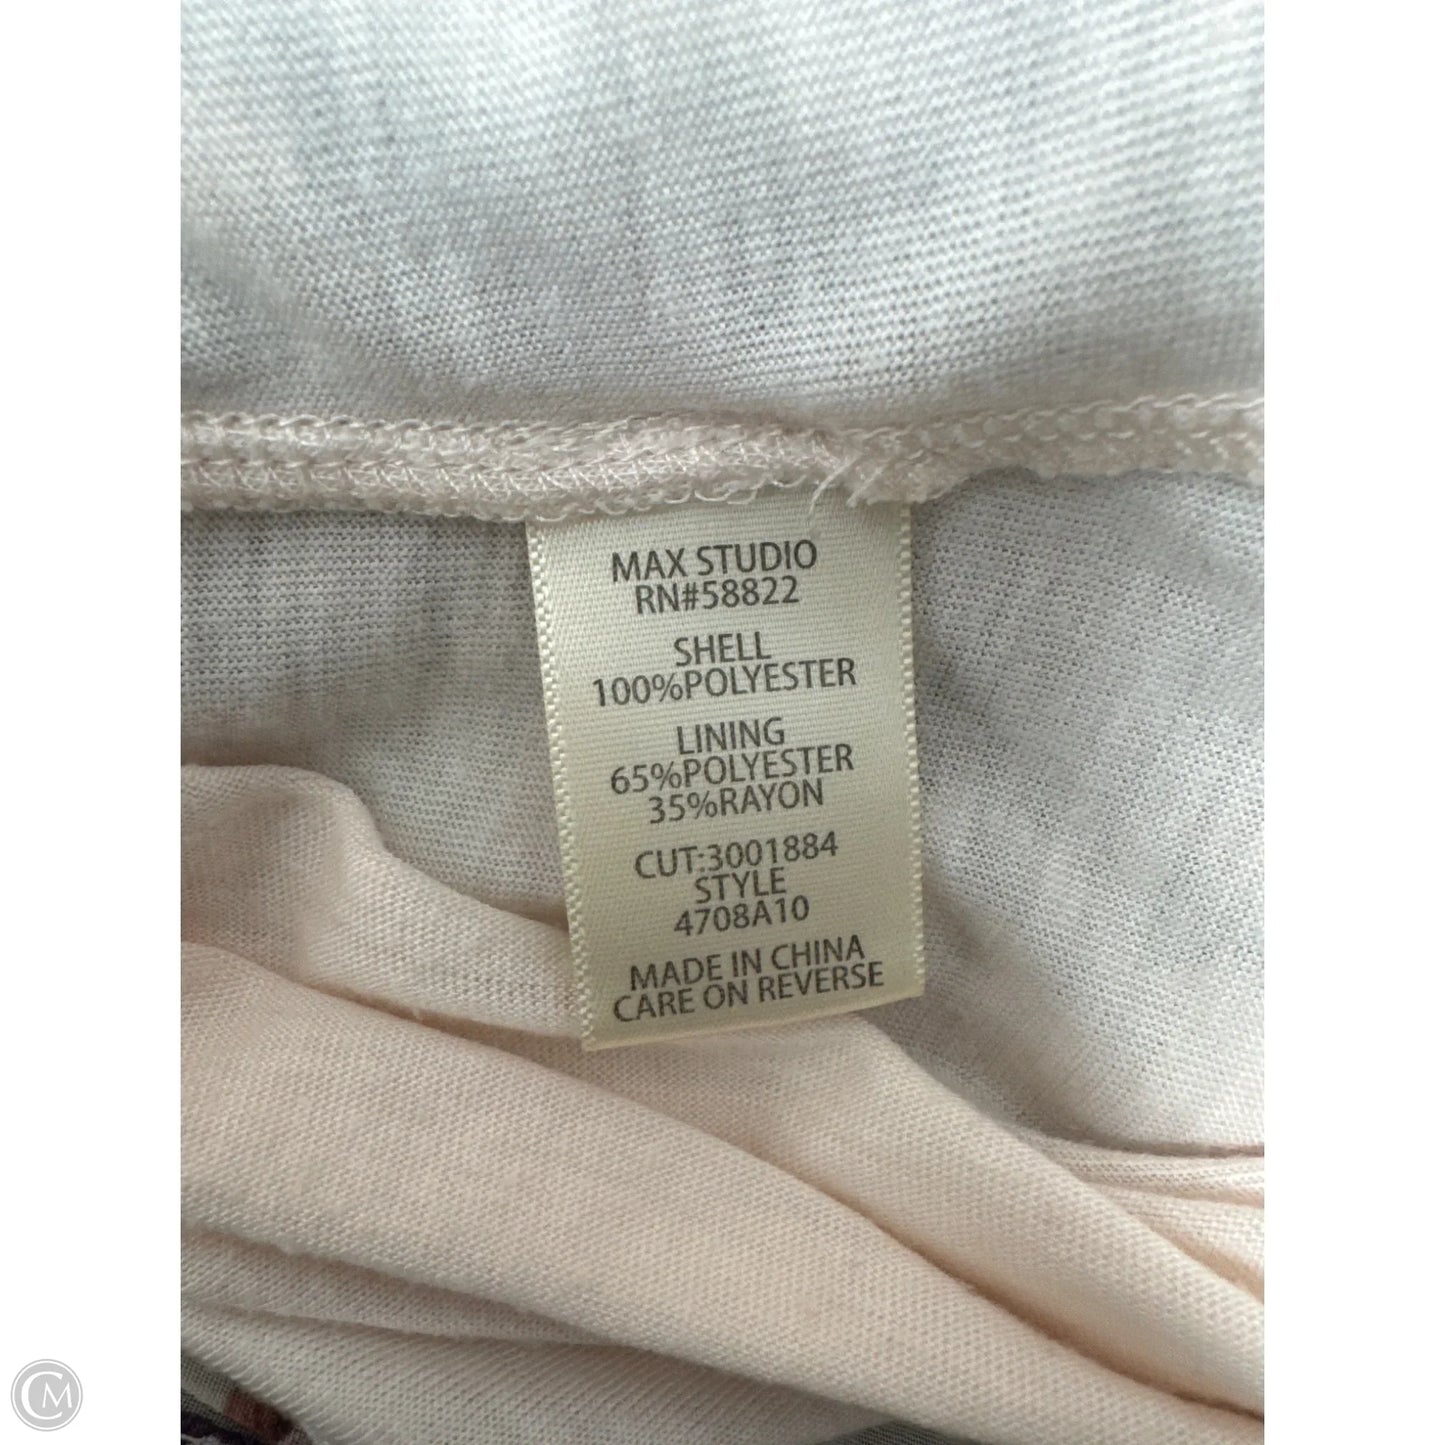 MAX STUDIO
RN#58822
SHELL
100%POLYESTER
LINING
65%POLYESTER
35%RAYON
CUT:3001884
STYLE
4708A10
MADE IN CHINA
CARE ON REVERSE
CM